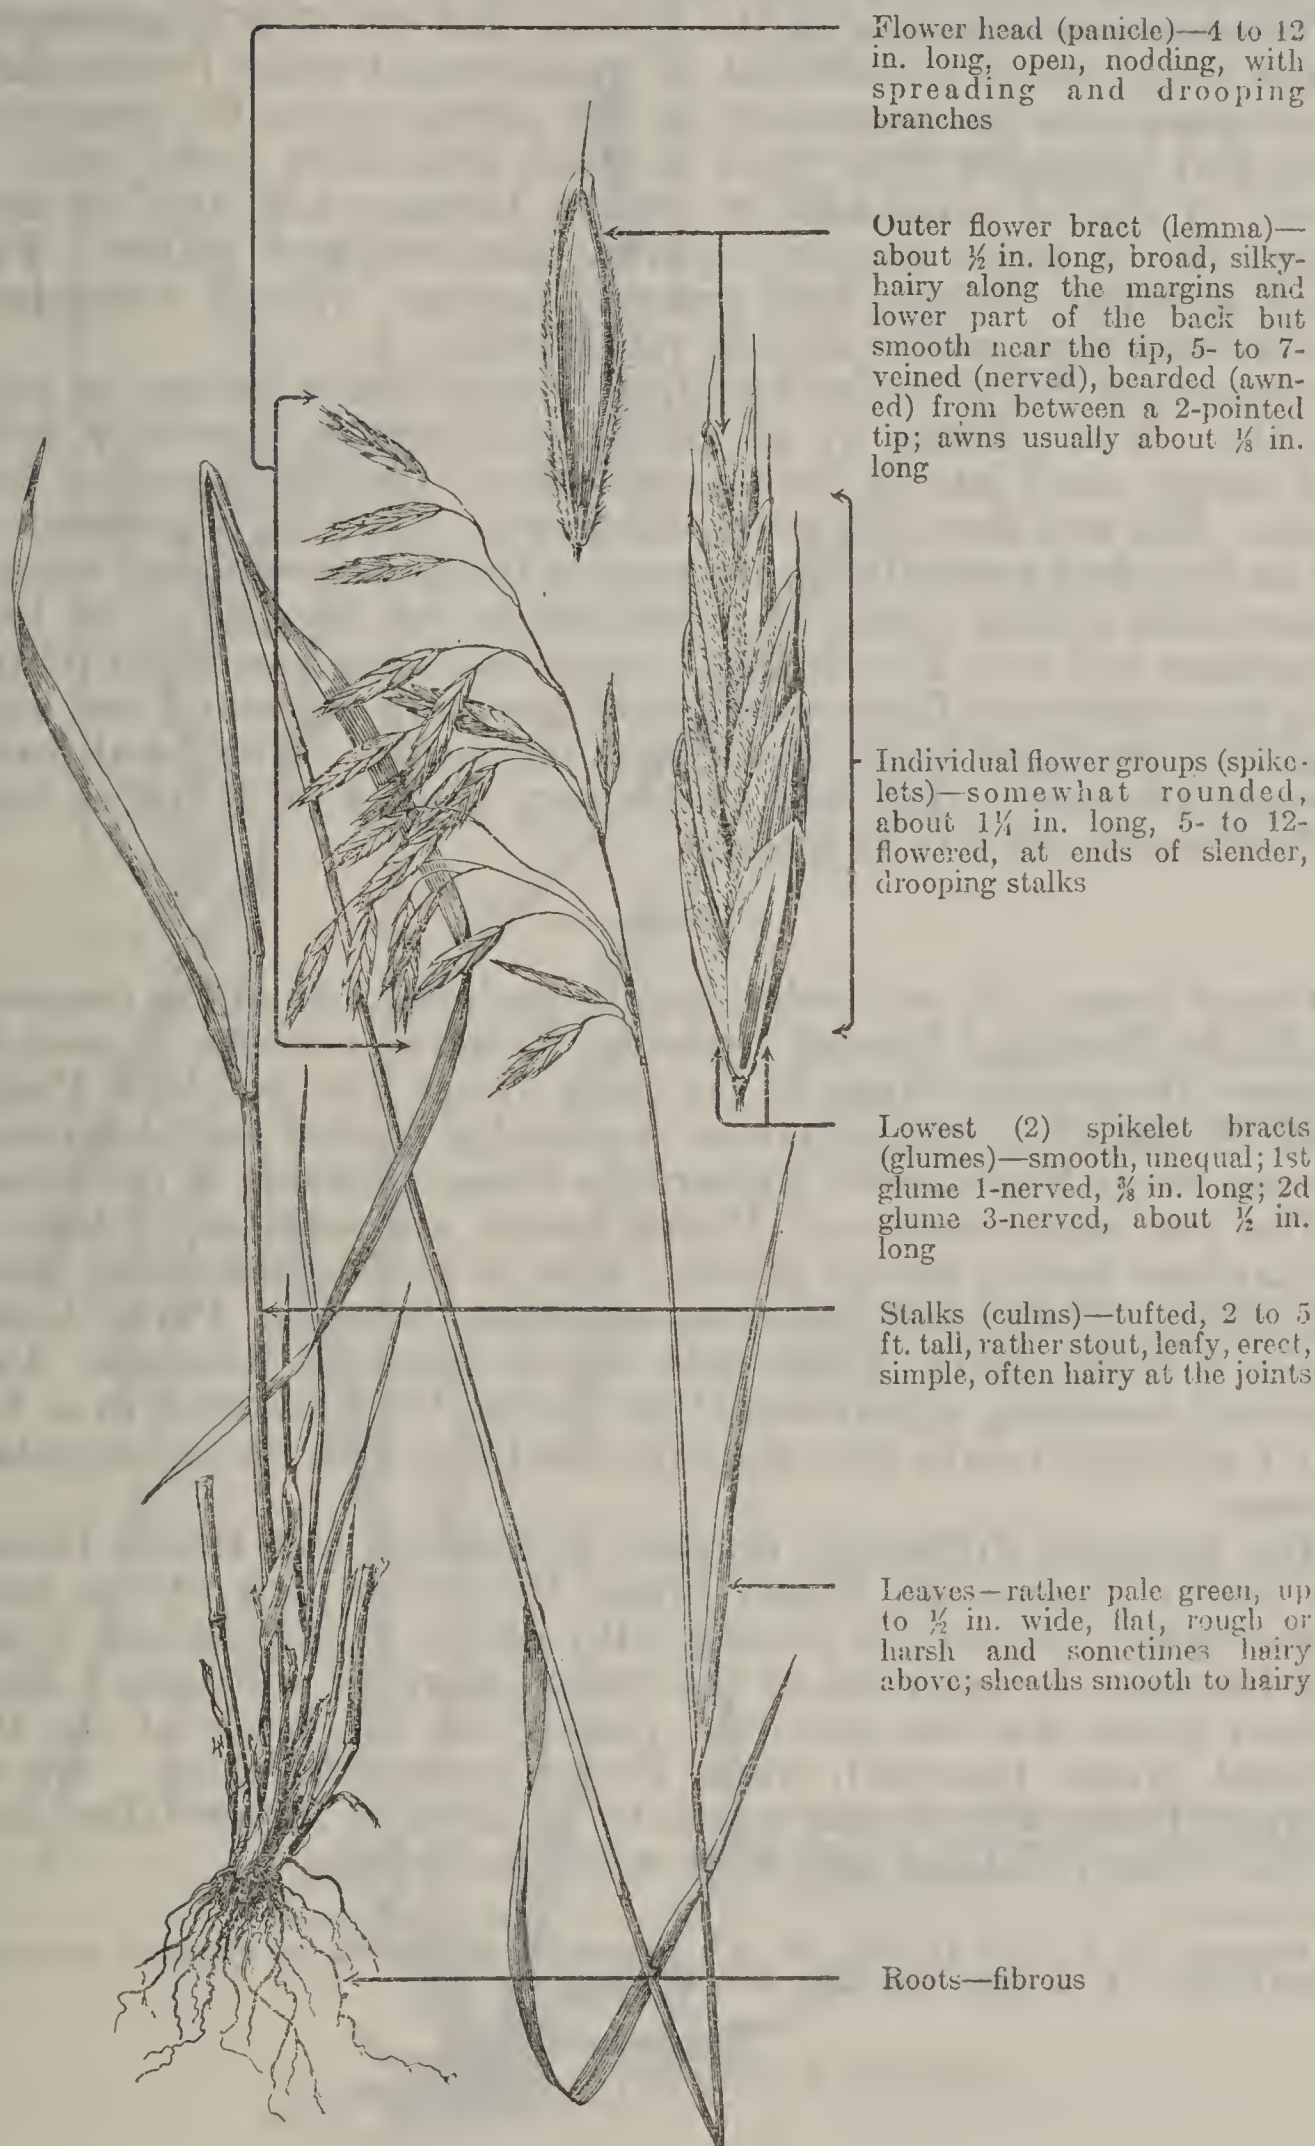 Flower head (panicle)—4 to 12
in. long, open, nodding, with
spreading and drooping
branches
Outer flower bract (lemma)—
about ½ in. long, broad, silky-
hairy along the margins and
lower part of the back but
smooth near the tip, 5- to 7-
veined (nerved), bearded (awn-
ed) from between a 2-pointed
tip; awns usually about ⅛ in.
long
Individual flower groups (spike-
lets)—somewhat rounded,
about 1¼ in. long, 5- to 12-
flowered, at ends of slender,
drooping stalks
Lowest (2) spikelet bracts
(glumes)—smooth, unequal; 1st
glume 1-nerved, ⅜ in. long; 2d
glume 3-nerved, about ½ in.
long
Stalks (culms)—tufted, 2 to 5
ft. tall, rather stout, leafy, erect,
simple, often hairy at the joints
Leaves—rather pale green, up
to ½ in. wide, flat, rough or
harsh and sometimes hairy
above; sheaths smooth to hairy
Roots—fibrous